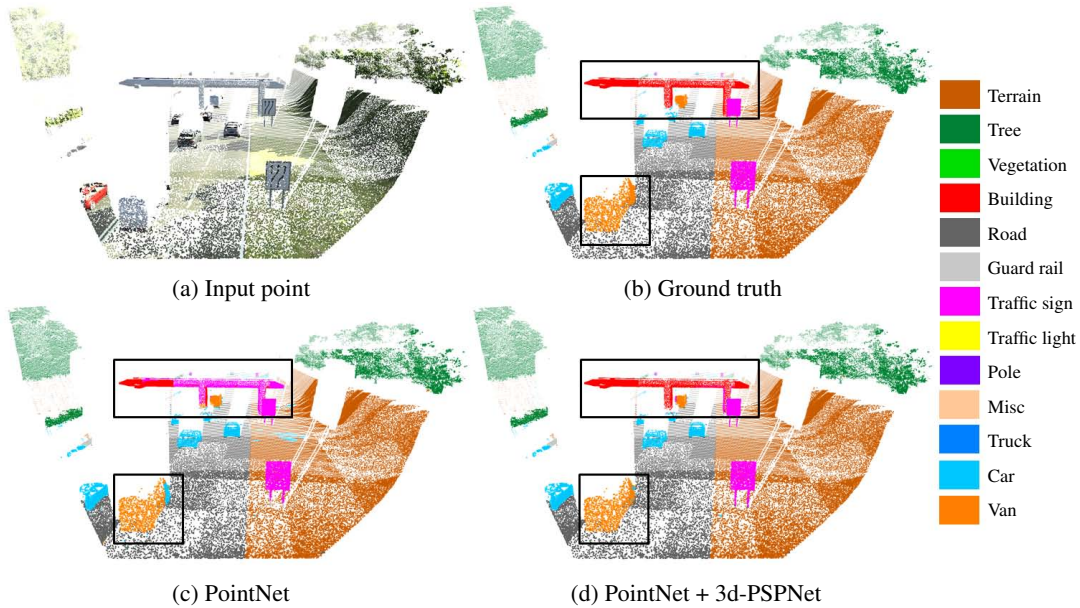 (a) Input point
(b) Ground truth
(c) PointNet
(d) PointNet + 3d-PSPNet
Terrain
Tree
Vegetation
Building
Road
Guard rail
Traffic sign
Traffic light
Pole
Misc
Truck
Car
Van